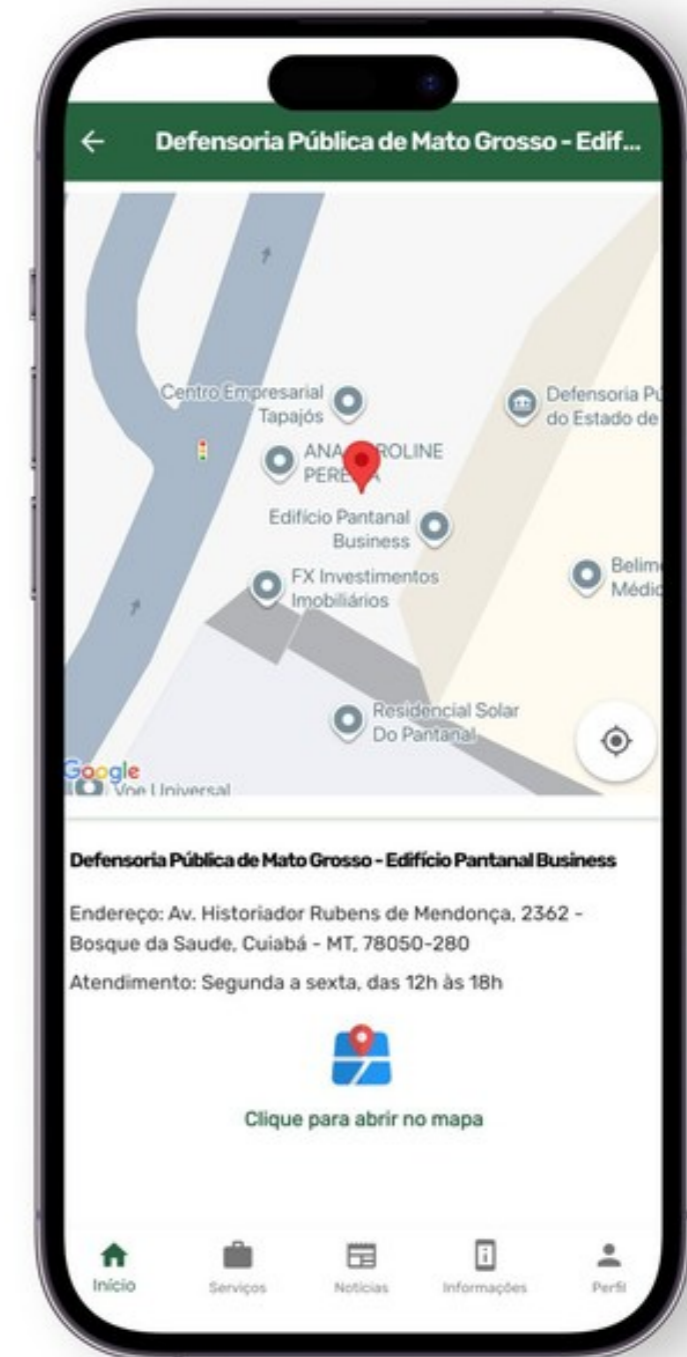 Defensoria Pública de Mato Grosso - Edif...
Centro Empresarial
Tapajós
Defensoria Pú
do Estado de
ANA ROLINE
PERE A
Edifício Pantanal
Business
FX Investimentos
Imobiliários
Belim
Médic
Residencial Solar
Do Pantanal
Google
Voe Universal
Defensoria Pública de Mato Grosso - Edifício Pantanal Business
Endereço: Av. Historiador Rubens de Mendonça, 2362 -
Bosque da Saude, Cuiabá - MT, 78050-280
Atendimento: Segunda a sexta, das 12h às 18h
Clique para abrir no mapa
Início
Serviços
Notícias
Informações
Perfil